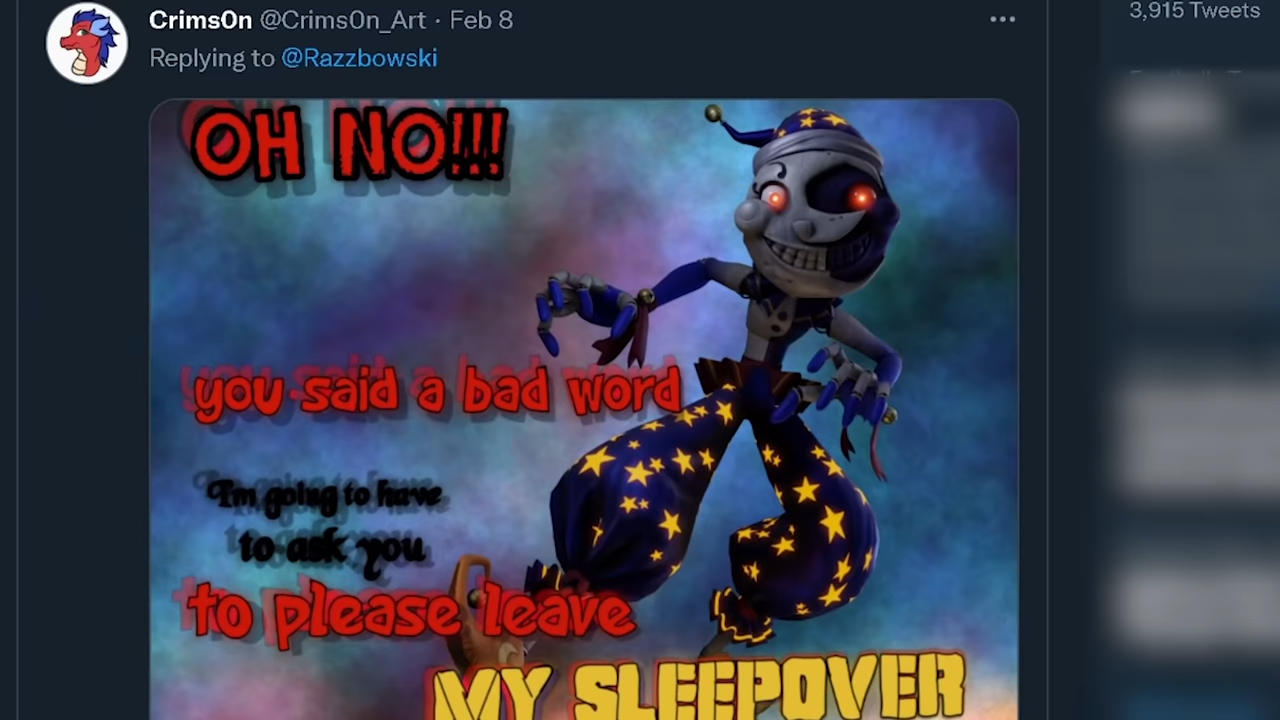 CrimsOn @CrimsOn_Art · Feb 8
3,915 Tweets
Replying to @Razzbowski
OH NO!!!
you said a bad word
I'm going to have
to ask you
to please leave
MY SLEEPOVER